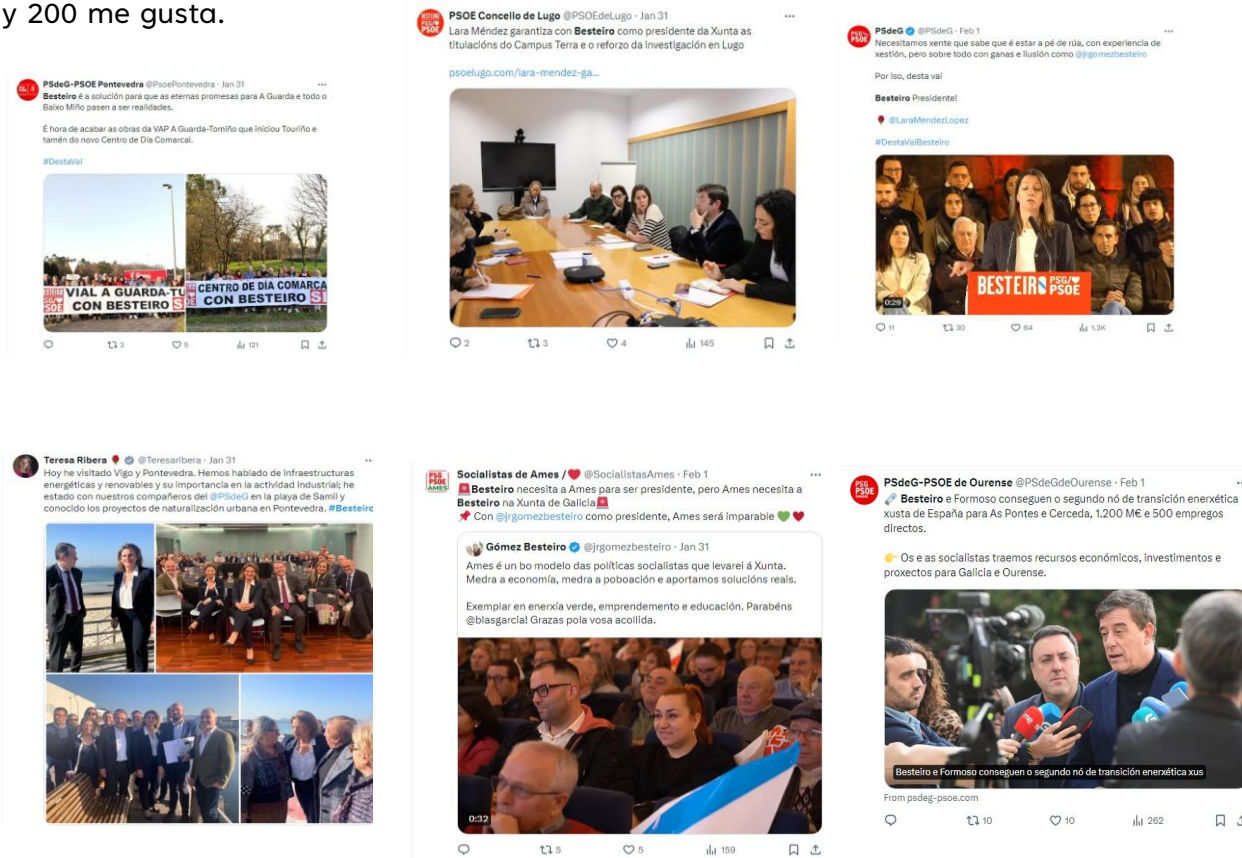 y 200 me gusta.
PSdeG-PSOE Pontevedra @PsoePontevedra · Jan 31
Besteiro é a solución para que as eternas promesas para A Guarda e todo o
Baixo Miño pasen a ser realidades.
É hora de acabar as obras da VAP A Guarda-Tomiño que iniciou Touriño e
tamén do novo Centro de Día Comarcal.
#DestaVai
VIAL A GUARDA-TU
CON BESTEIRO SI
CENTRO DE DÍA COMARCA
CON BESTEIRO SI
3 5 121
PSOE Concello de Lugo @PSOEdeLugo · Jan 31
Lara Méndez garantiza con Besteiro como presidente da Xunta as
titulacións do Campus Terra e o reforzo da investigación en Lugo
psoelugo.com/lara-mendez-ga...
2 3 4 145
PSdeG @PSdeG · Feb 1
Necesitamos xente que sabe que é estar a pé de rúa, con experiencia de
xestión, pero sobre todo con ganas e ilusión como @jrgomezbesteiro
Por iso, desta vai
Besteiro Presidente!
🌹 @LaraMendezLopez
#DestaVaiBesteiro
BESTEIRO PSG/ PSOE
0:29
11 30 64 1.3K
Teresa Ribera 🌹 @Teresaribera · Jan 31
Hoy he visitado Vigo y Pontevedra. Hemos hablado de infraestructuras
energéticas y renovables y su importancia en la actividad industrial; he
estado con nuestros compañeros del @PSdeG en la playa de Samil y
conocido los proyectos de naturalización urbana en Pontevedra. #Besteiro
PSG PSOE AMES
Socialistas de Ames /❤️ @SocialistasAmes · Feb 1
🚨Besteiro necesita a Ames para ser presidente, pero Ames necesita a
Besteiro na Xunta de Galicia🚨
📌 Con @jrgomezbesteiro como presidente, Ames será imparable 💚❤️
Gómez Besteiro @jrgomezbesteiro · Jan 31
Ames é un bo modelo das políticas socialistas que levarei á Xunta.
Medra a economía, medra a poboación e aportamos solucións reais.
Exemplar en enerxía verde, emprendemento e educación. Parabéns
@blasgarcia! Grazas pola vosa acollida.
0:32
5 5 159
PSG PSOE
PSdeG-PSOE de Ourense @PSdeGdeOurense · Feb 1
🔗 Besteiro e Formoso conseguen o segundo nó de transición enerxética
xusta de España para As Pontes e Cerceda, 1.200 M€ e 500 empregos
directos.
👉 Os e as socialistas traemos recursos económicos, investimentos e
proxectos para Galicia e Ourense.
Besteiro e Formoso conseguen o segundo nó de transición enerxética xus
From psdeg-psoe.com
10 10 262